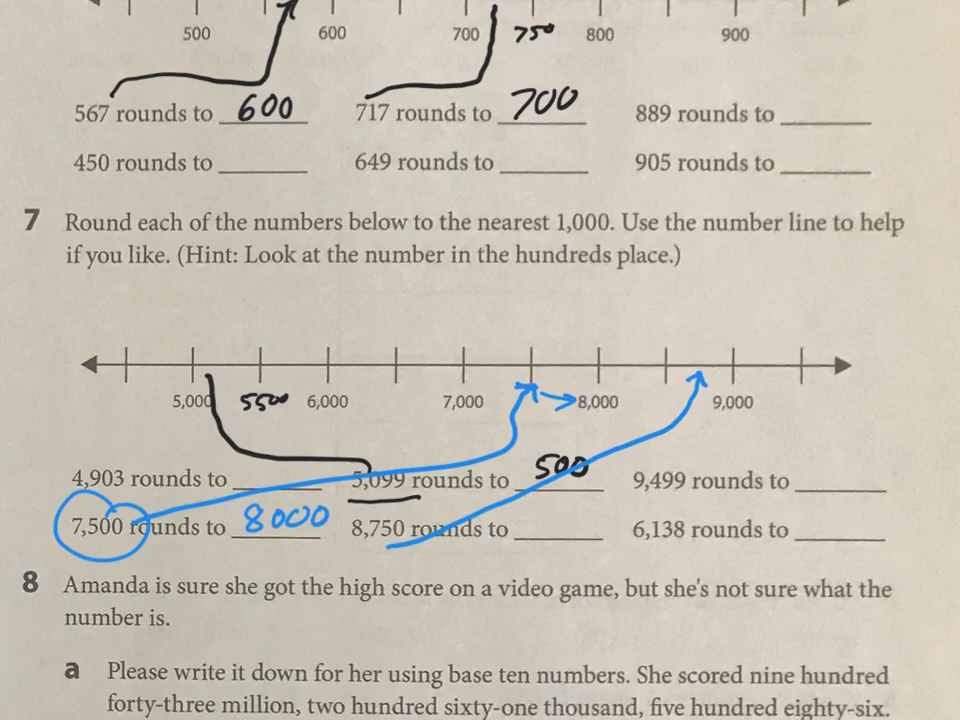 500 600 700 750 800 900
567 rounds to 600 717 rounds to 700 889 rounds to
450 rounds to 649 rounds to 905 rounds to
7 Round each of the numbers below to the nearest 1,000. Use the number line to help
if you like. (Hint: Look at the number in the hundreds place.)
5,000 5500 6,000 7,000 8,000 9,000
4,903 rounds to 5,099 rounds to 500 9,499 rounds to
7,500 rounds to 8000 8,750 rounds to 6,138 rounds to
8 Amanda is sure she got the high score on a video game, but she's not sure what the
number is.
a Please write it down for her using base ten numbers. She scored nine hundred
forty-three million, two hundred sixty-one thousand, five hundred eighty-six.